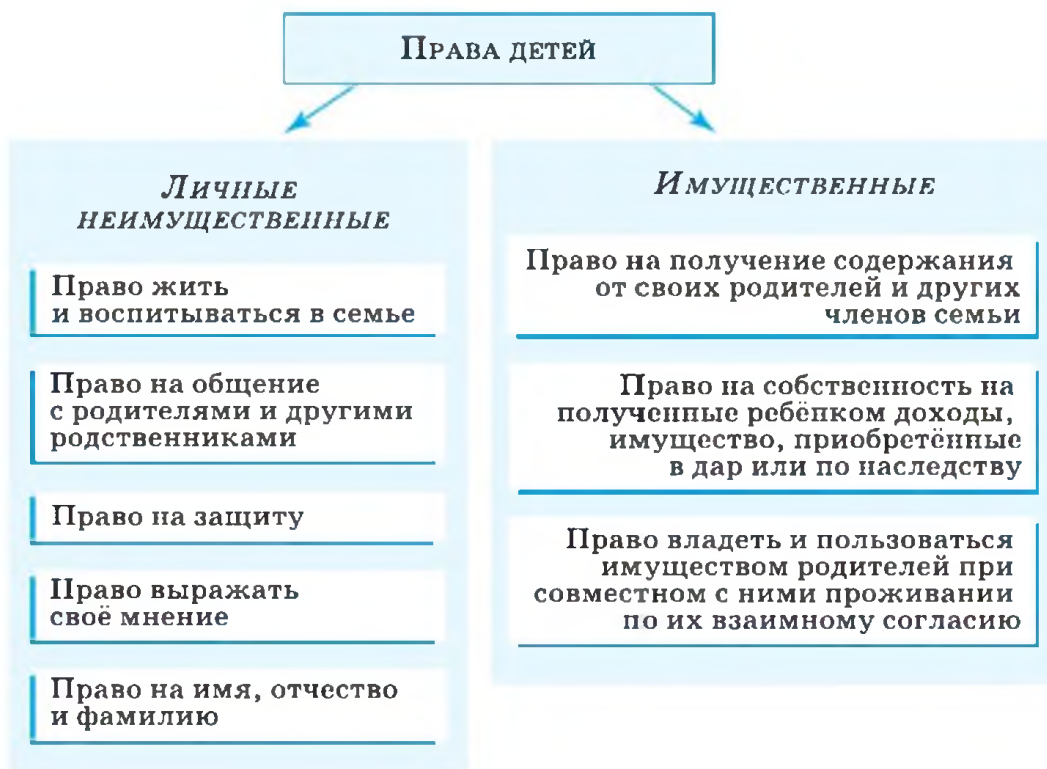 Права детей
Личные
неимущественные
Право жить
и воспитываться в семье
Право на общение
с родителями и другими
родственниками
Право на защиту
Право выражать
своё мнение
Право на имя, отчество
и фамилию
Имущественные
Право на получение содержания
от своих родителей и других
членов семьи
Право на собственность на
полученные ребёнком доходы,
имущество, приобретённые
в дар или по наследству
Право владеть и пользоваться
имуществом родителей при
совместном с ними проживании
по их взаимному согласию